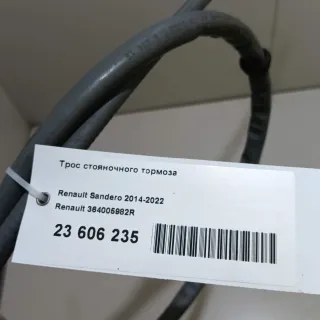 Трос стояночного тормоза
Renault Sandero 2014-2022
Renault 364005982R
23 606 235